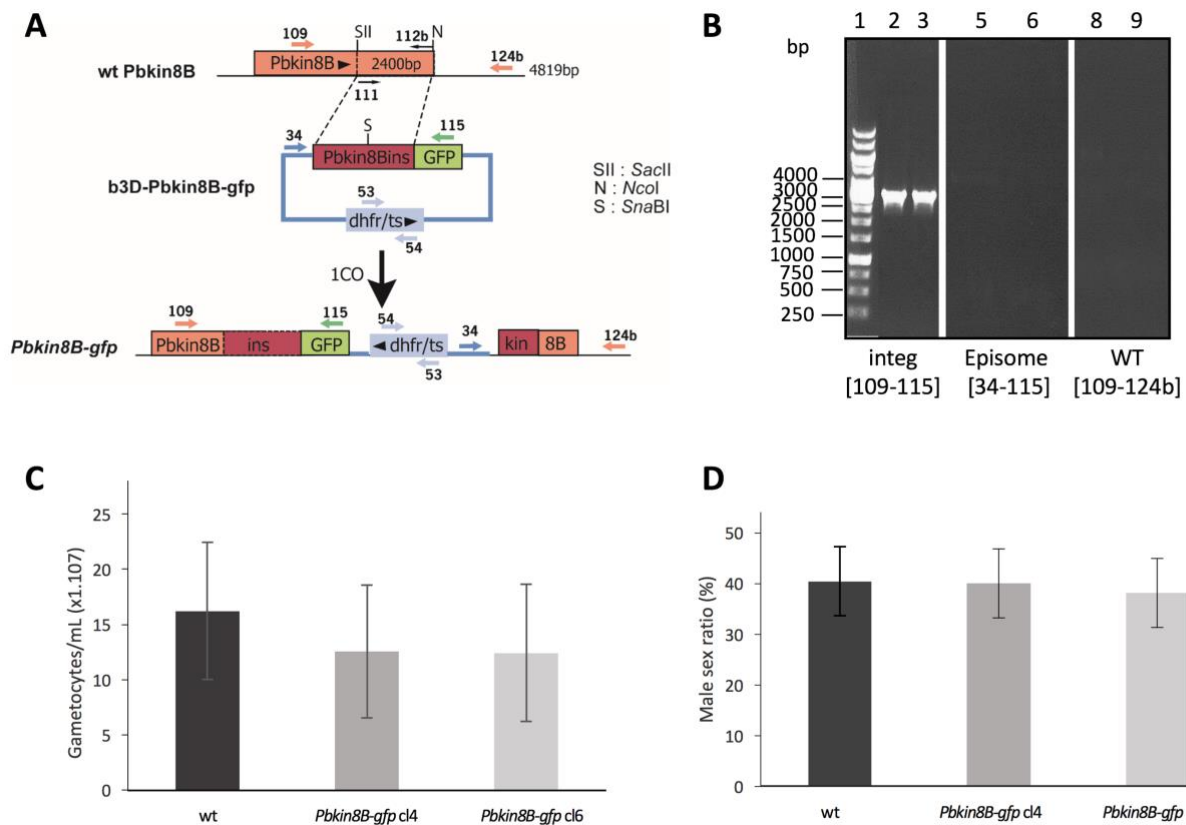 A
109
SII
112b
N
Pbkin8B
2400bp
124b
wt Pbkin8B
4819bp
111
S
34
115
Pbkin8Bins
GFP
b3D-Pbkin8B-gfp
SII : SacII
N : NcoI
S : SnaBI
53
dhfr/ts
54
1CO
109
115
54
34
124b
Pbkin8B-gfp
Pbkin8B
ins
GFP
dhfr/ts
kin
8B
53
B
1 2 3 5 6 8 9
bp
4000
3000
2500
2000
1500
1000
750
500
250
integ
[109-115]
Episome
[34-115]
WT
[109-124b]
C
Gametocytes/mL (x1.107)
25
20
15
10
5
0
wt
Pbkin8B-gfp cl4
Pbkin8B-gfp cl6
D
Male sex ratio (%)
50
40
30
20
10
0
wt
Pbkin8B-gfp cl4
Pbkin8B-gfp